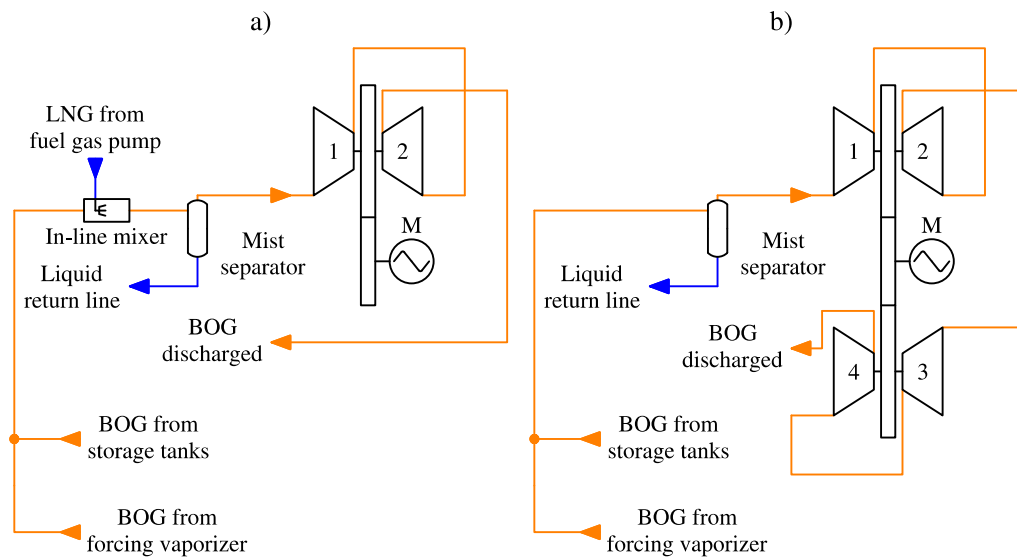 a)
LNG from
fuel gas pump
In-line mixer
1
2
M
Mist
separator
Liquid
return line
BOG
discharged
BOG from
storage tanks
BOG from
forcing vaporizer
b)
1
2
M
Mist
separator
Liquid
return line
BOG
discharged
4
3
BOG from
storage tanks
BOG from
forcing vaporizer